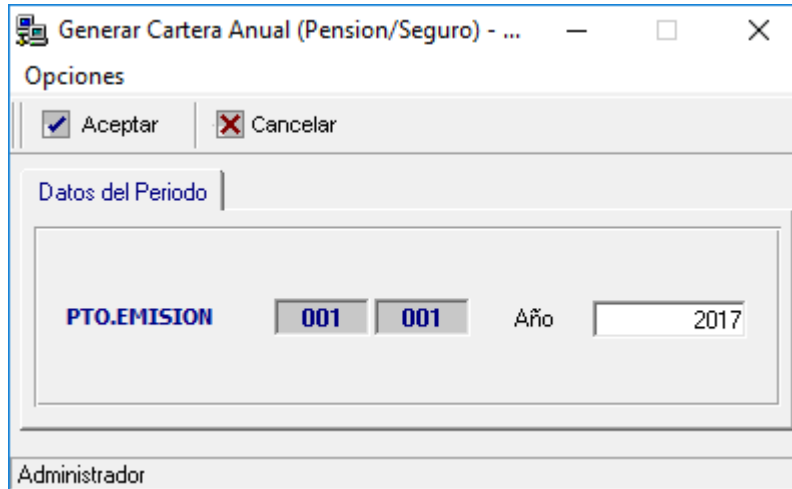 Generar Cartera Anual (Pension/Seguro) - ...
Opciones
Aceptar Cancelar
Datos del Periodo
PTO.EMISION 001 001 Año 2017
Administrador